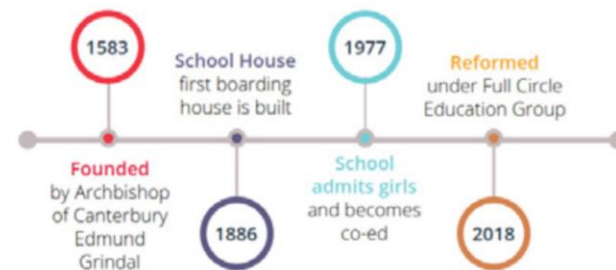 1583
Founded
by Archbishop
of Canterbury
Edmund
Grindal
School House
first boarding
house is built
1886
1977
School
admits girls
and becomes
co-ed
Reformed
under Full Circle
Education Group
2018